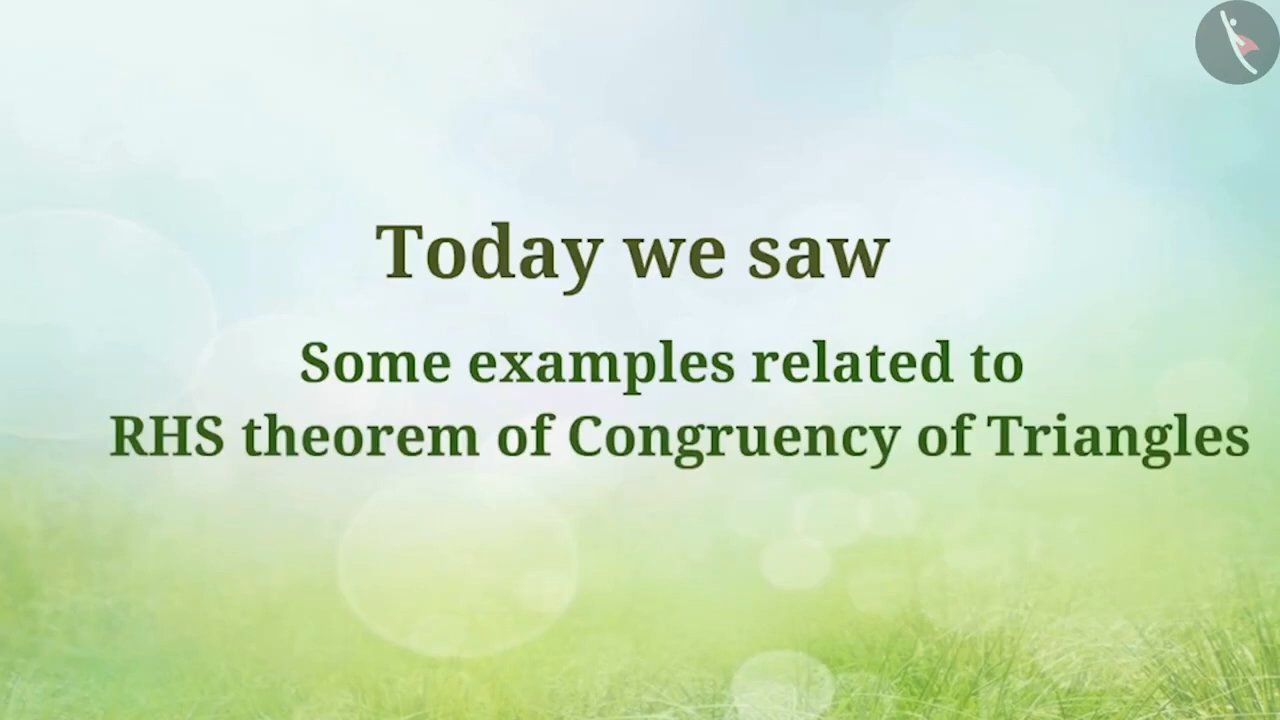 Today we saw
Some examples related to
RHS theorem of Congruency of Triangles